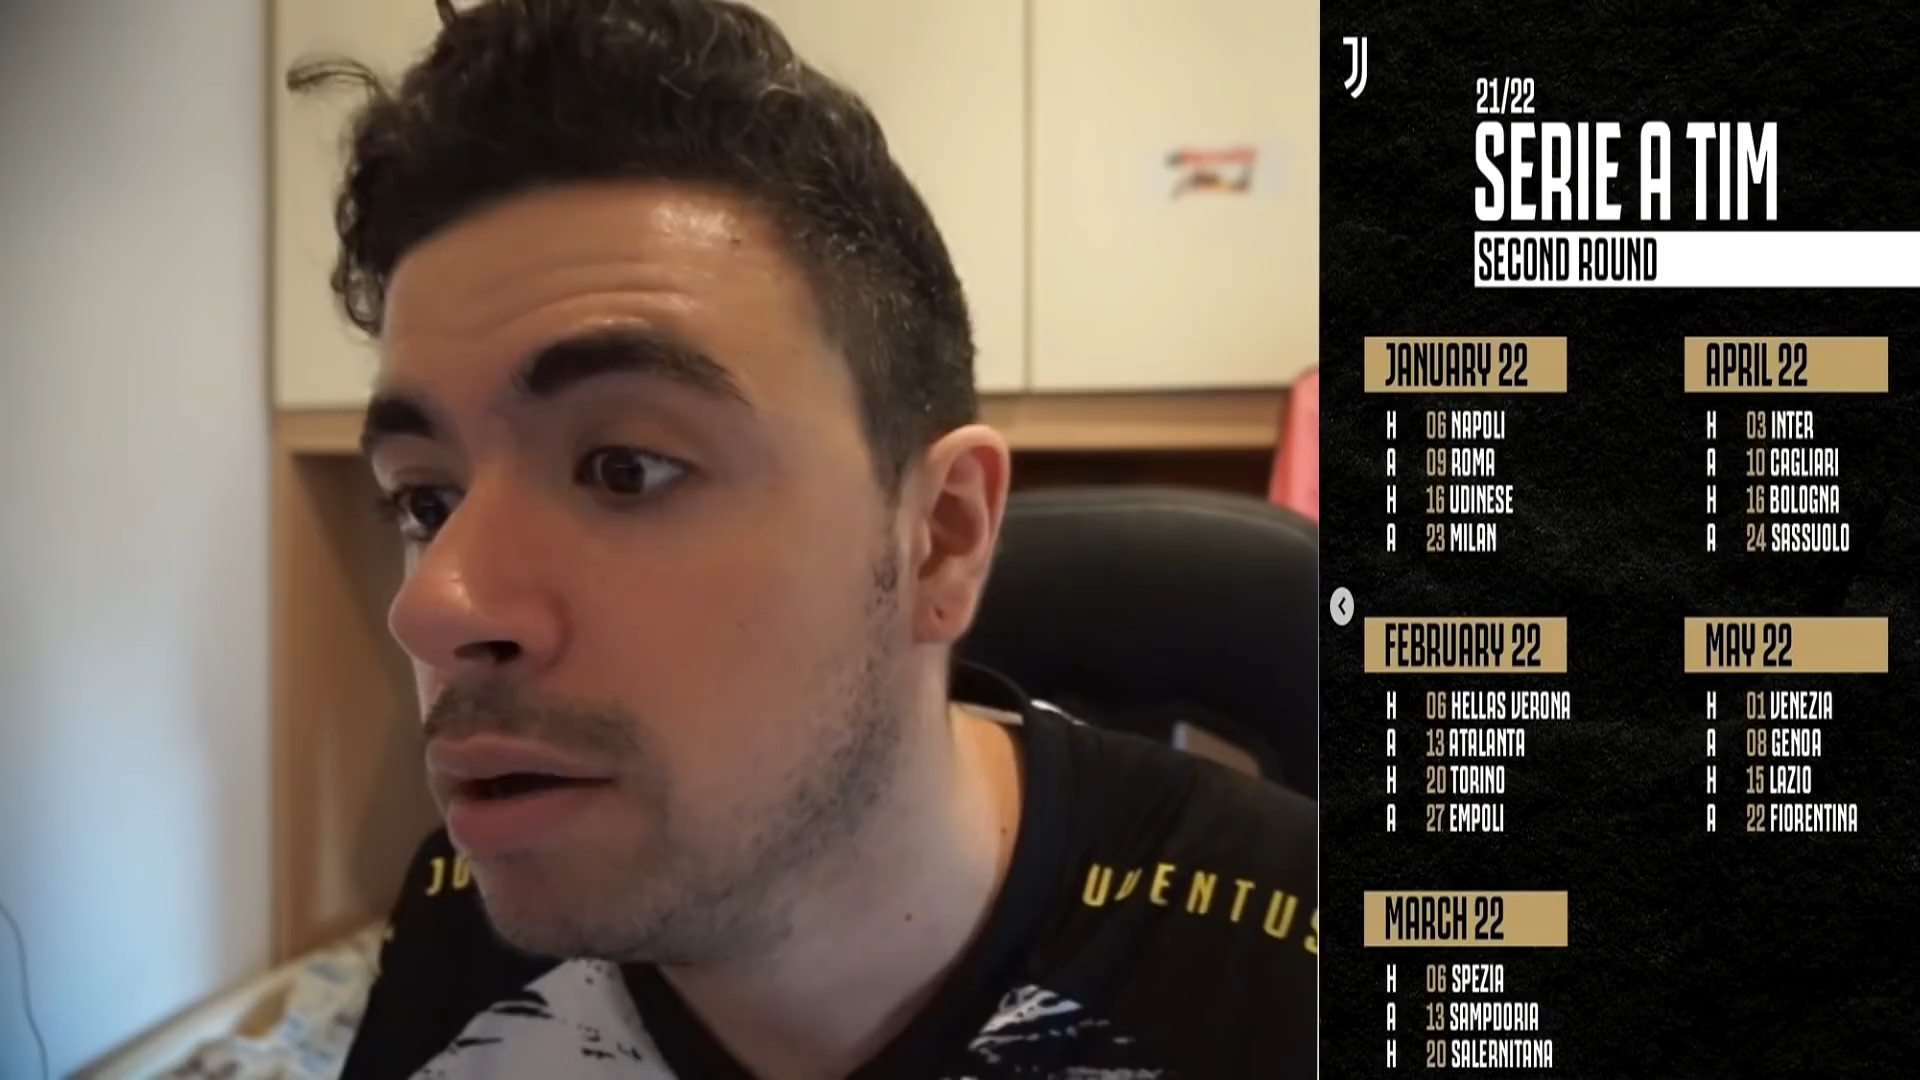 21/22
SERIE A TIM
SECOND ROUND
JANUARY 22
H 06 NAPOLI
A 09 ROMA
H 16 UDINESE
A 23 MILAN
FEBRUARY 22
H 06 HELLAS VERONA
A 13 ATALANTA
H 20 TORINO
A 27 EMPOLI
MARCH 22
H 06 SPEZIA
A 13 SAMPDORIA
H 20 SALERNITANA
APRIL 22
H 03 INTER
A 10 CAGLIARI
H 16 BOLOGNA
A 24 SASSUOLO
MAY 22
H 01 VENEZIA
A 08 GENOA
H 15 LAZIO
A 22 FIORENTINA
JU
UVENTUS